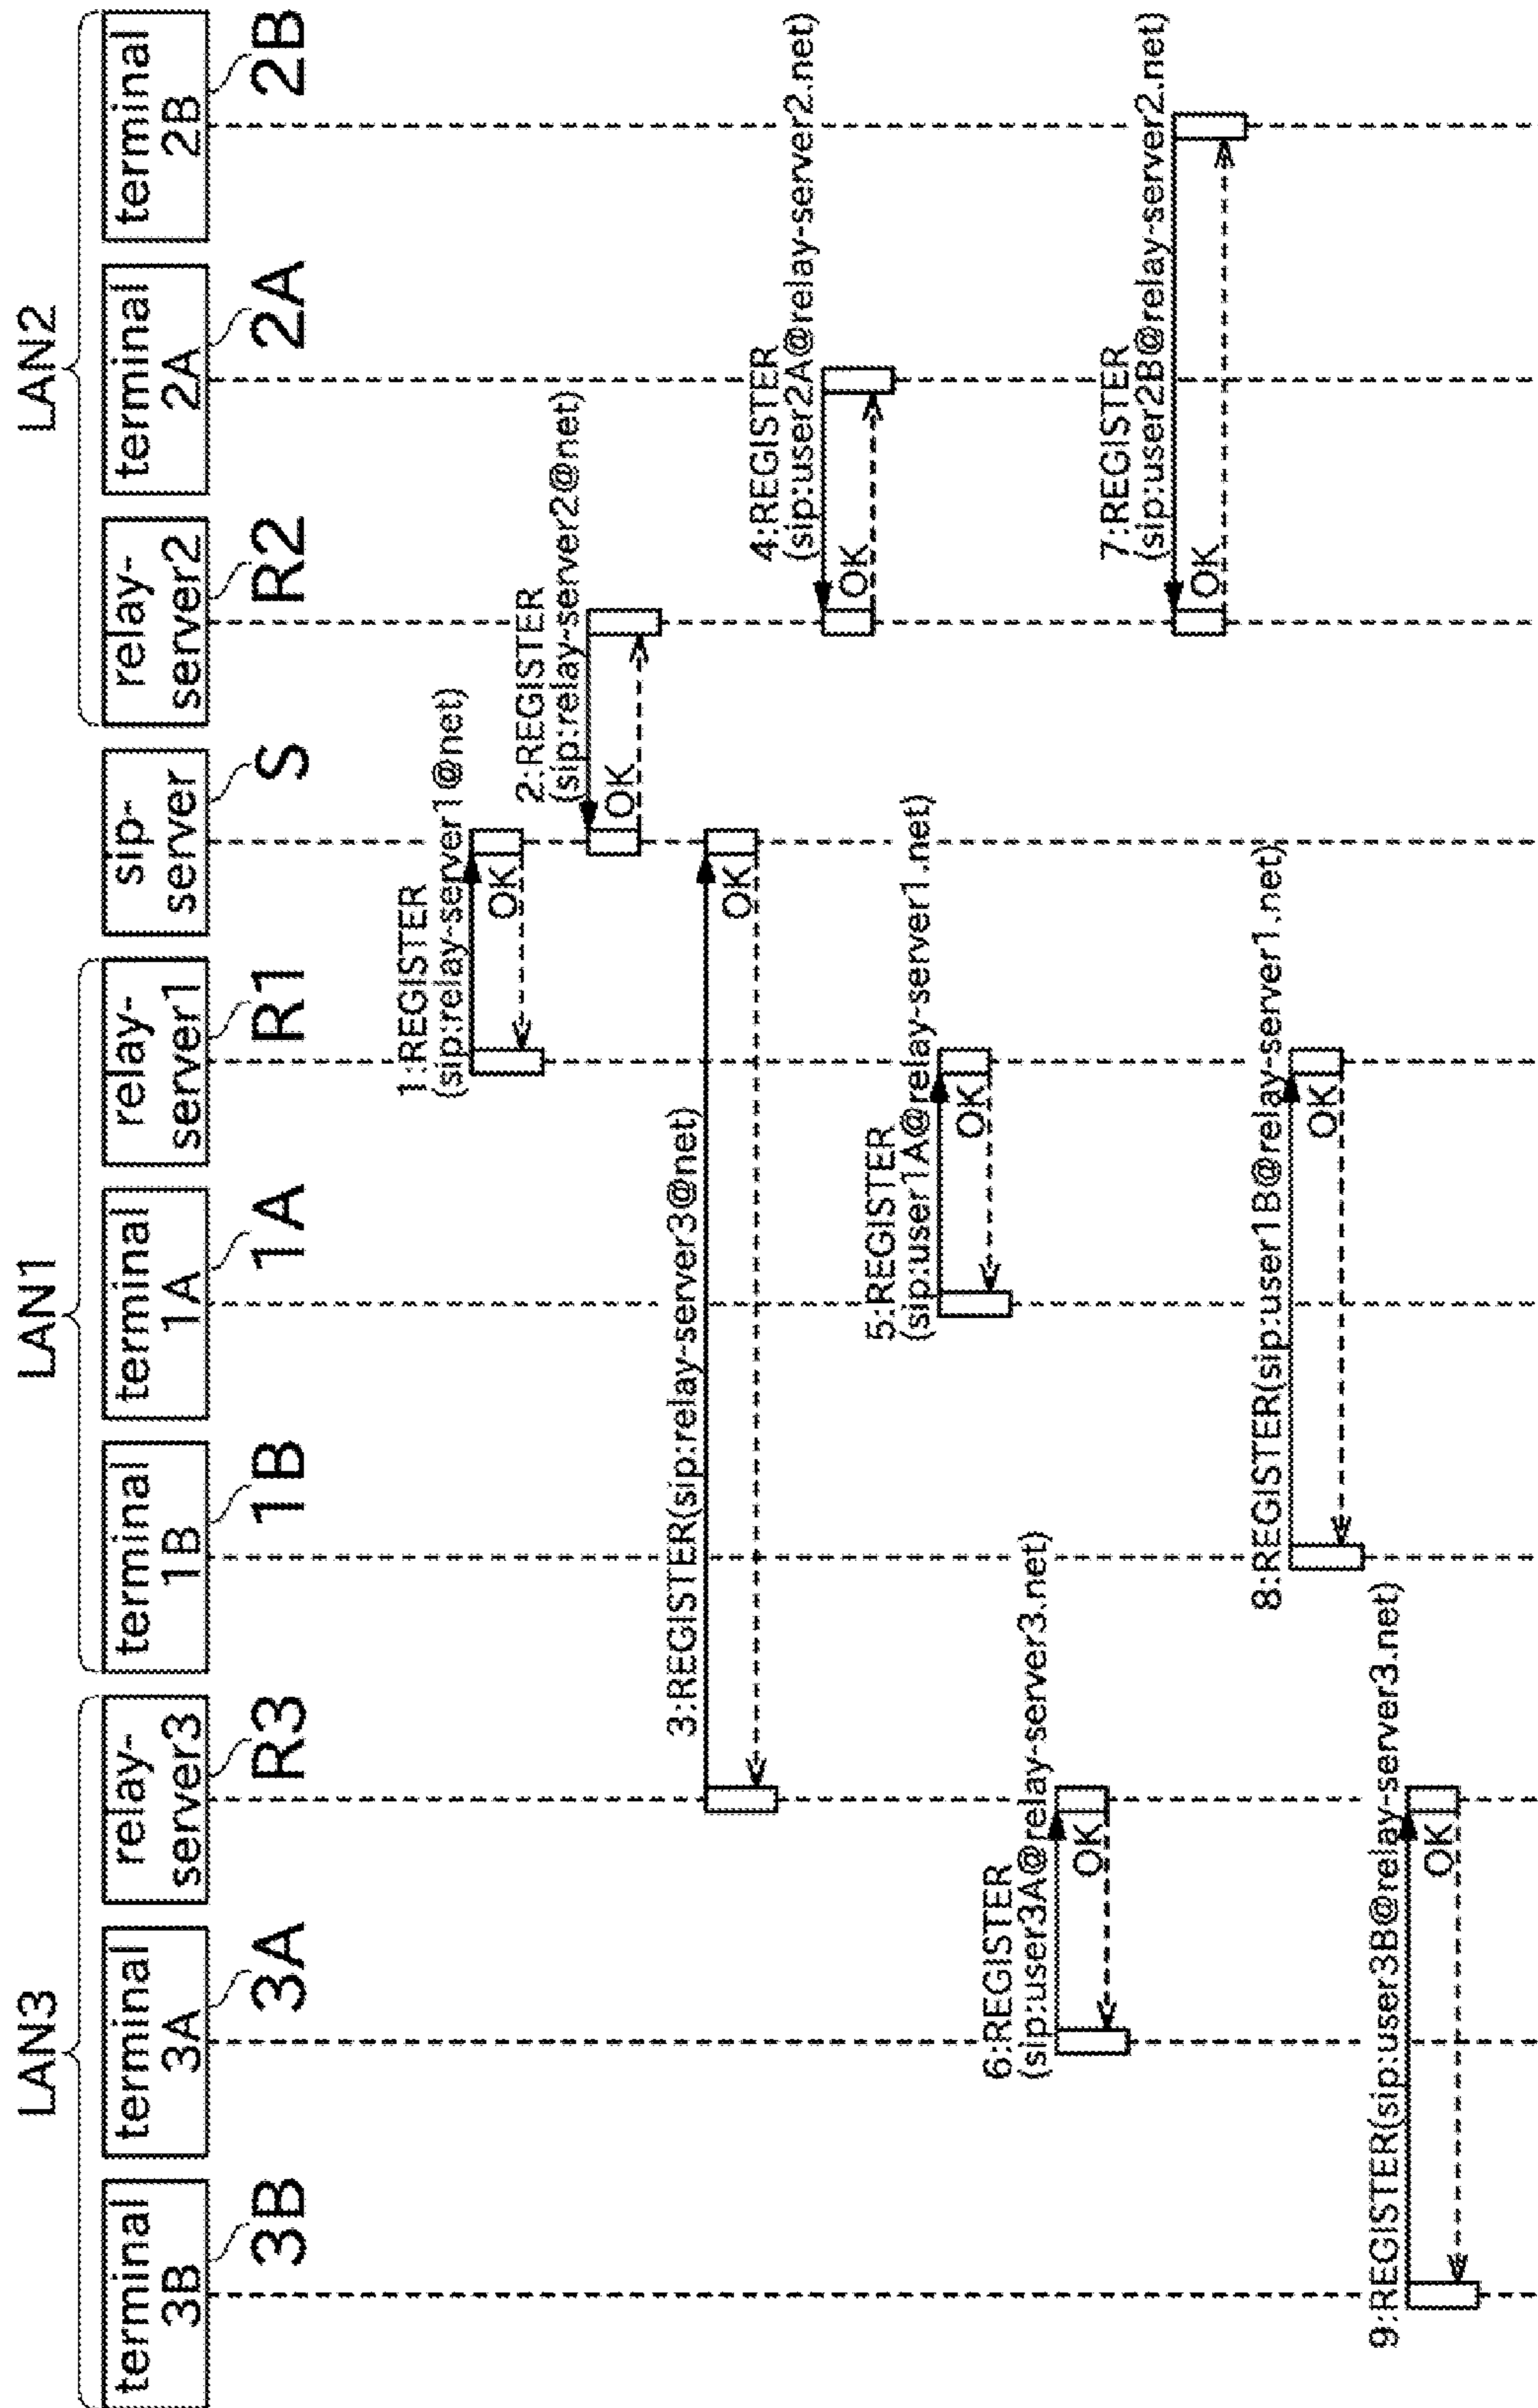 LAN3
LAN1
LAN2
terminal
3B
terminal
3A
relay-
server3
terminal
1B
terminal
1A
relay-
server1
sip-
server
relay-
server2
terminal
2A
terminal
2B
3B
3A
R3
1B
1A
R1
S
R2
2A
2B
1:REGISTER
(sip:relay-server1@net)
OK
2:REGISTER
(sip:relay-server2@net)
OK
3:REGISTER(sip:relay-server3@net)
OK
4:REGISTER
(sip:user2A@relay-server2.net)
OK
5:REGISTER
(sip:user1A@relay-server1.net)
OK
6:REGISTER
(sip:user3A@relay-server3.net)
OK
7:REGISTER
(sip:user2B@relay-server2.net)
OK
8:REGISTER(sip:user1B@relay-server1.net)
OK
9:REGISTER(sip:user3B@relay-server3.net)
OK